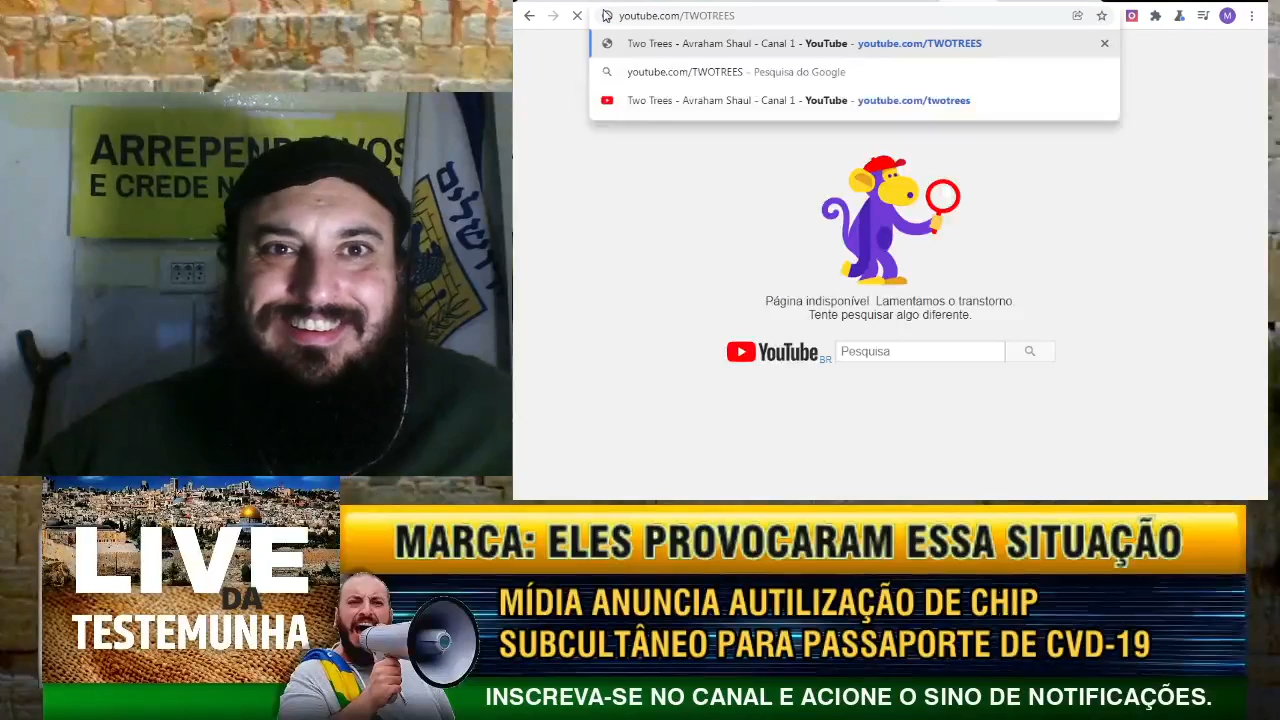 youtube.com/TWOTREES
Two Trees - Avraham Shaul - Canal 1 - YouTube - youtube.com/TWOTREES
youtube.com/TWOTREES - Pesquisa do Google
Two Trees - Avraham Shaul - Canal 1 - YouTube - youtube.com/twotrees
M
ARREPENDEI-VOS
E CREDE N
ירושלים
Página indisponível. Lamentamos o transtorno
Tente pesquisar algo diferente.
YouTube BR
Pesquisa
LIVE
DA
TESTEMUNHA
MARCA: ELES PROVOCARAM ESSA SITUAÇÃO
MÍDIA ANUNCIA AUTILIZAÇÃO DE CHIP
SUBCULTÂNEO PARA PASSAPORTE DE CVD-19
INSCREVA-SE NO CANAL E ACIONE O SINO DE NOTIFICAÇÕES.